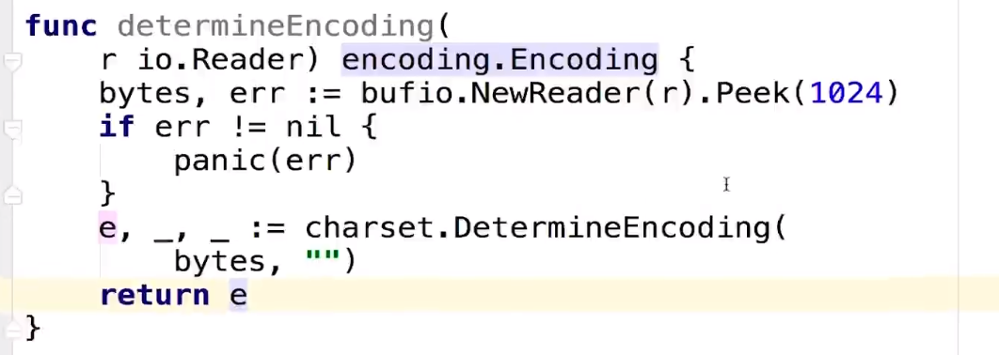 func determineEncoding(
    r io.Reader) encoding.Encoding {
    bytes, err := bufio.NewReader(r).Peek(1024)
    if err != nil {
        panic(err)
    }
    e, _, _ := charset.DetermineEncoding(
        bytes, "")
    return e
}